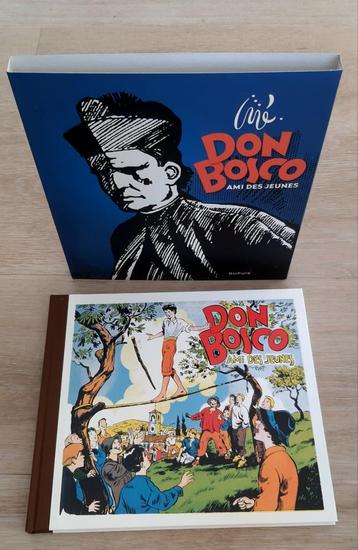 Jijé.
DON
BOSCO
AMI DES JEUNES
DUPUIS
DON
BOSCO
AMI DES JEUNES